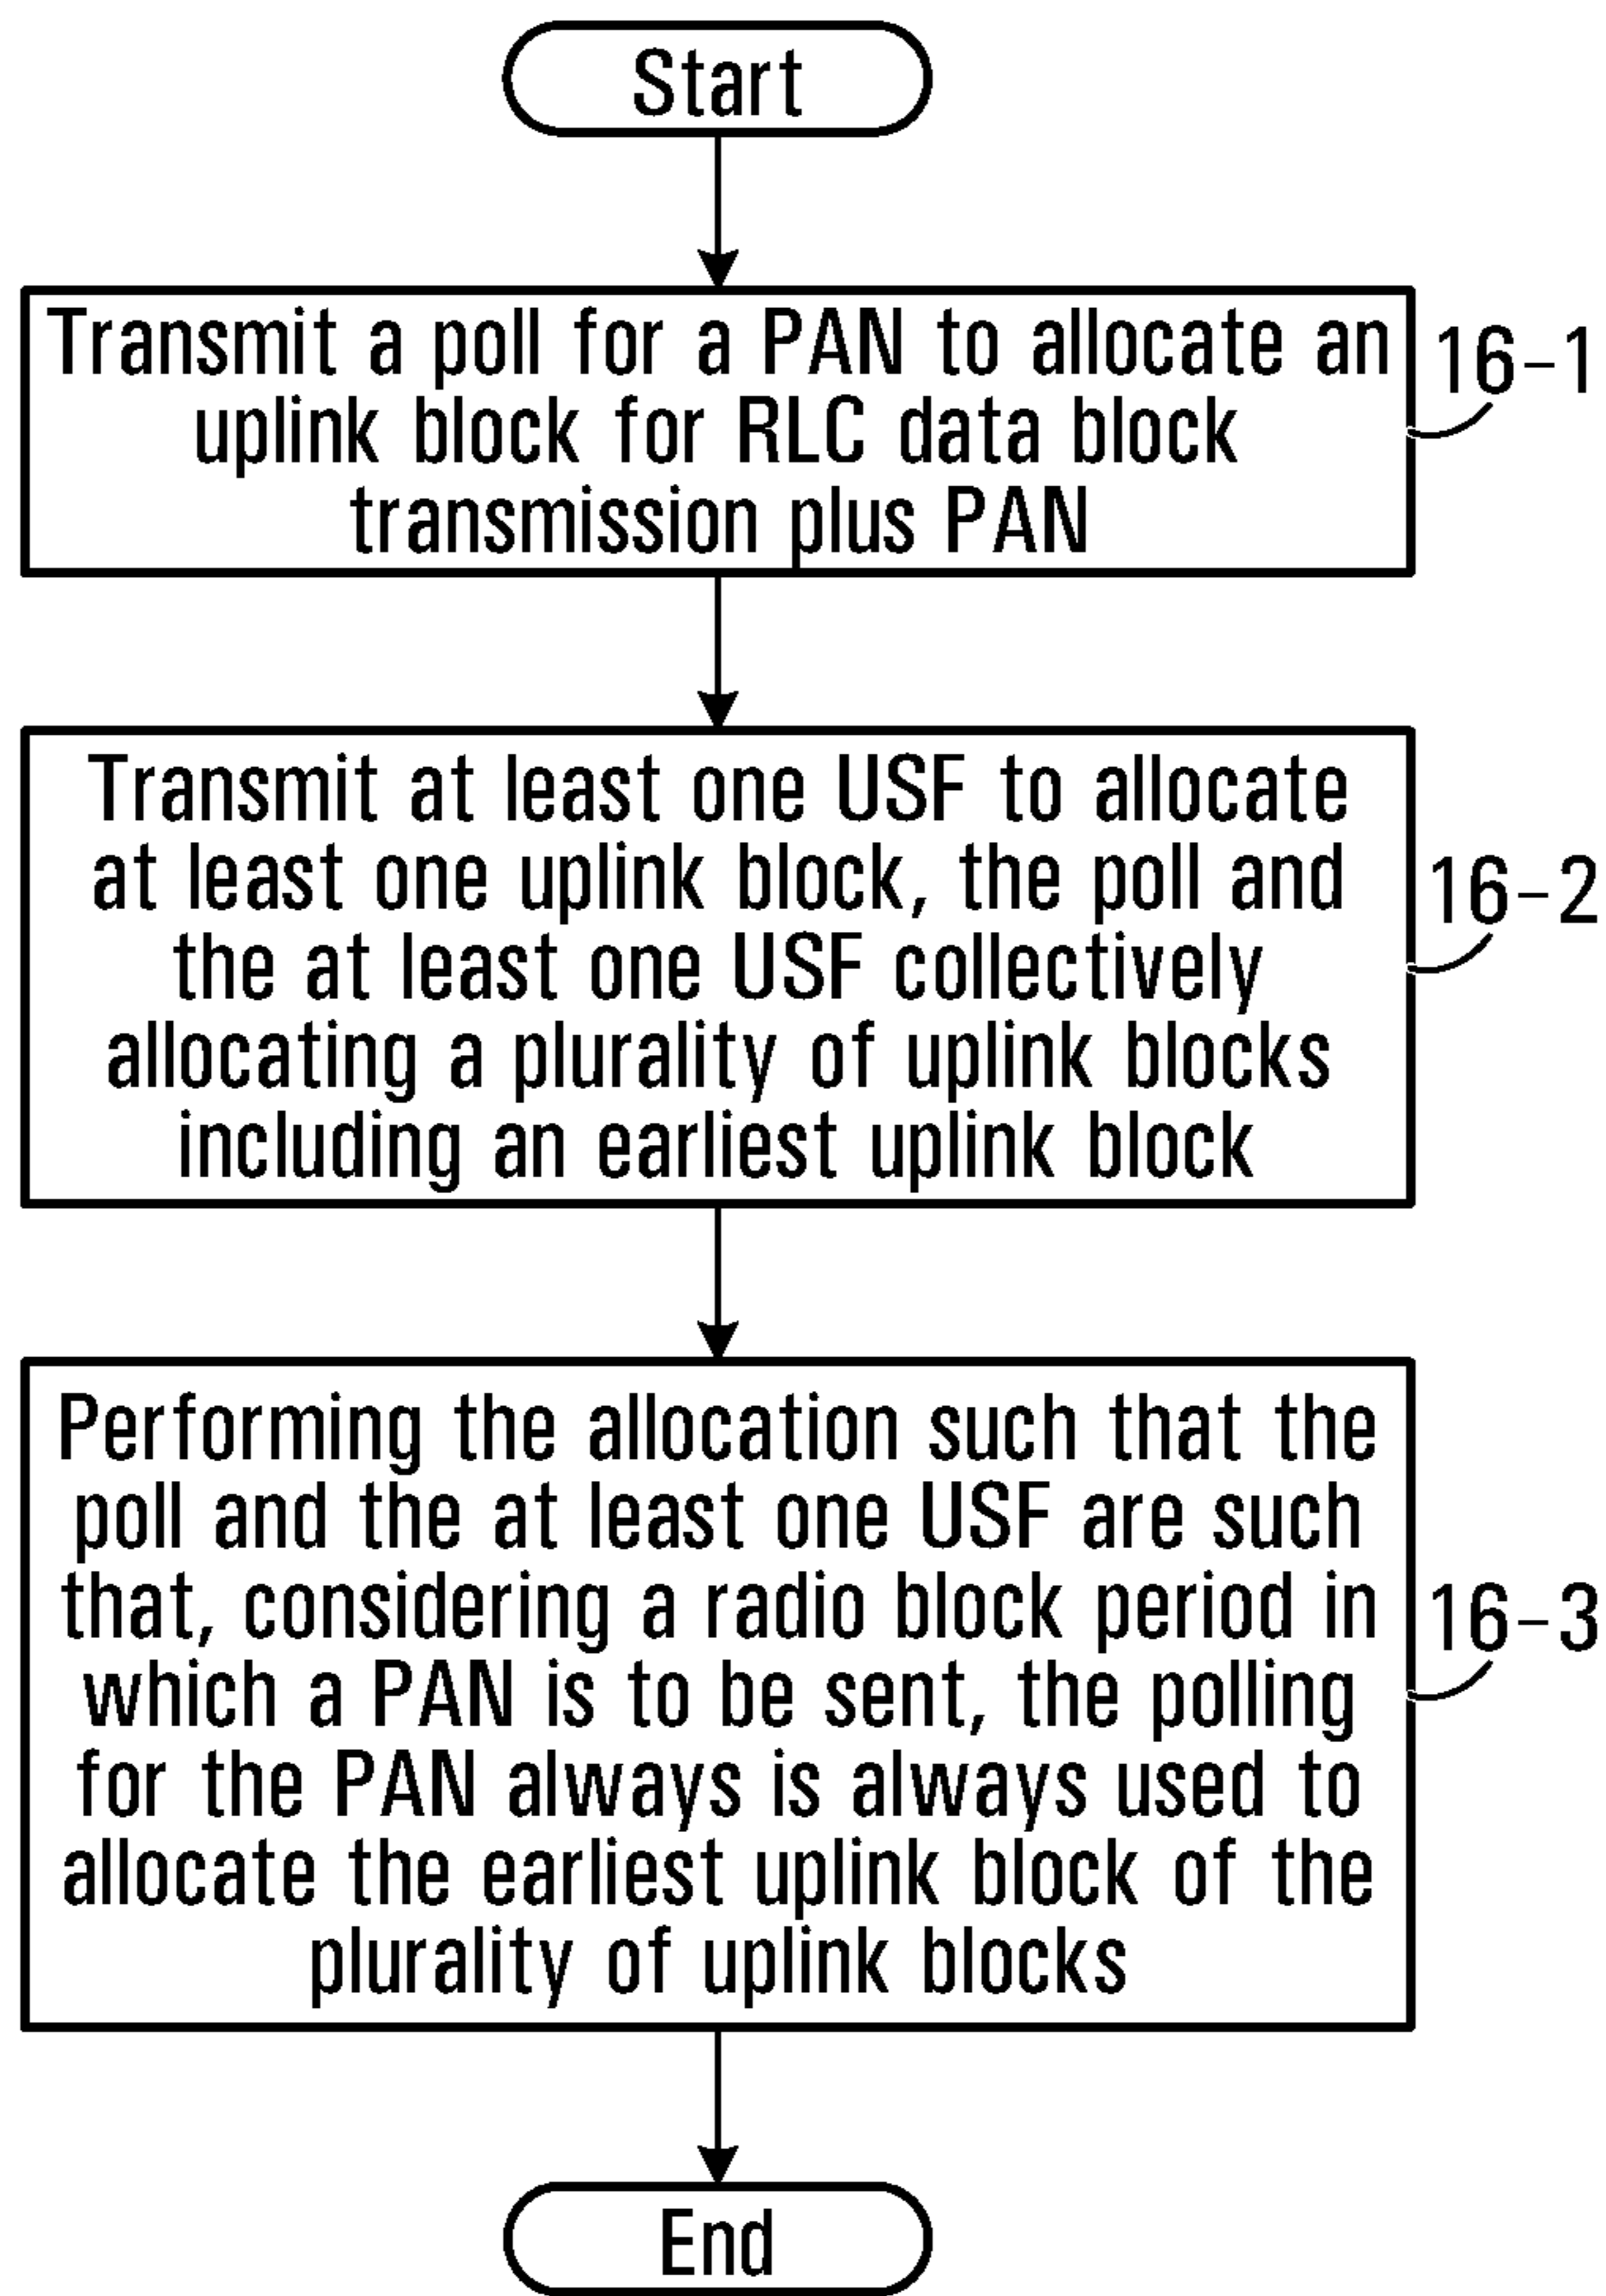 Start
Transmit a poll for a PAN to allocate an
uplink block for RLC data block
transmission plus PAN
16-1
Transmit at least one USF to allocate
at least one uplink block, the poll and
the at least one USF collectively
allocating a plurality of uplink blocks
including an earliest uplink block
16-2
Performing the allocation such that the
poll and the at least one USF are such
that, considering a radio block period in
which a PAN is to be sent, the polling
for the PAN always is always used to
allocate the earliest uplink block of the
plurality of uplink blocks
16-3
End